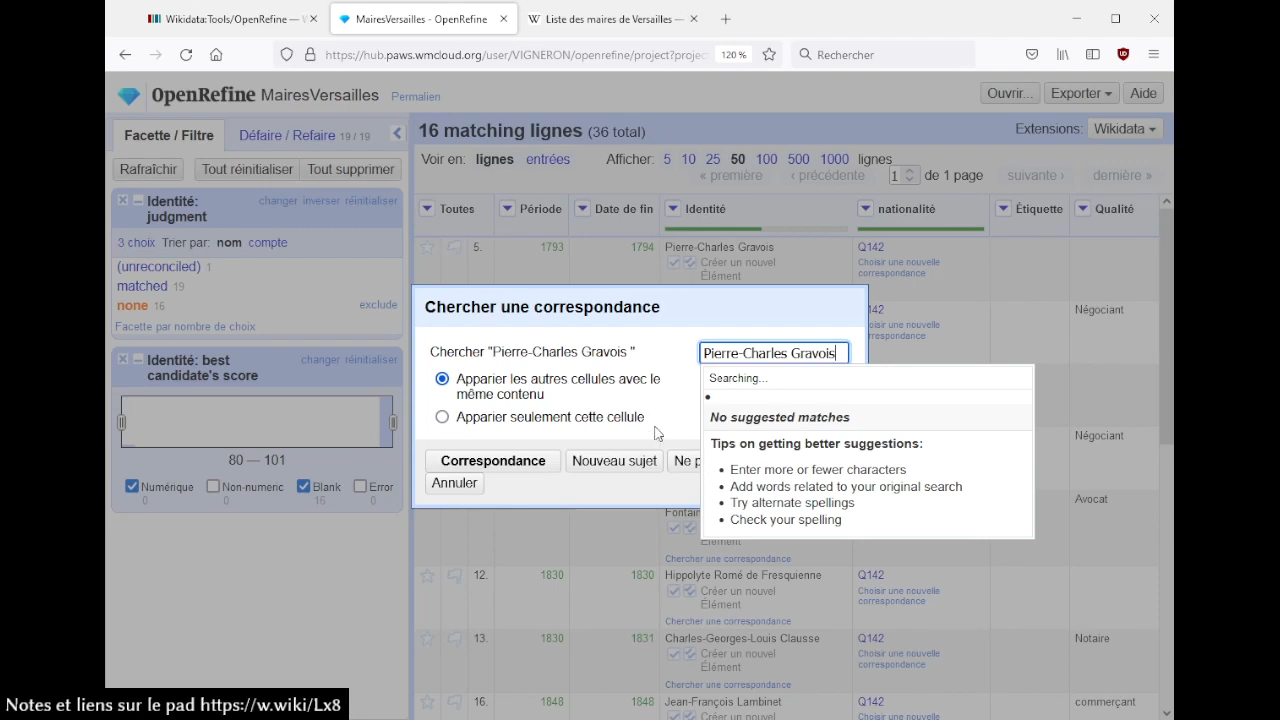 Wikidata:Tools/OpenRefine —
MairesVersailles - OpenRefine
Liste des maires de Versailles —
https://hub.paws.wmcloud.org/user/VIGNERON/openrefine/project?projec
120 %
Rechercher
OpenRefine MairesVersailles Permalien
Ouvrir... Exporter Aide
Facette / Filtre
Défaire / Refaire 19 / 19
16 matching lignes (36 total)
Extensions: Wikidata
Voir en: lignes entrées Afficher: 5 10 25 50 100 500 1000 lignes
« première ‹ précédente 1 de 1 page suivante › dernière »
Rafraîchir Tout réinitialiser Tout supprimer
Identité: judgment
changer inverser réinitialiser
3 choix Trier par: nom compte
(unreconciled) 1
matched 19
none 16 exclude
Facette par nombre de choix
Identité: best candidate's score
changer réinitialiser
80 — 101
Numérique Non-numeric Blank Error
0 0 16 0
Toutes Période Date de fin Identité nationalité Étiquette Qualité
5. 1793 1794 Pierre-Charles Gravois Q142
Créer un nouvel Élément
Choisir une nouvelle correspondance
Négociant
Négociant
Avocat
Chercher une correspondance
Chercher "Pierre-Charles Gravois "
Pierre-Charles Gravois
Apparier les autres cellules avec le même contenu
Apparier seulement cette cellule
Correspondance Nouveau sujet Ne p
Annuler
Searching...
No suggested matches
Tips on getting better suggestions:
Enter more or fewer characters
Add words related to your original search
Try alternate spellings
Check your spelling
Chercher une correspondance
12. 1830 1830 Hippolyte Romé de Fresquienne Q142
Créer un nouvel Élément
Choisir une nouvelle correspondance
Chercher une correspondance
13. 1830 1831 Charles-Georges-Louis Clausse Q142 Notaire
Créer un nouvel Élément
Choisir une nouvelle correspondance
Chercher une correspondance
16. 1848 1848 Jean-François Lambinet Q142 commerçant
Créer un nouvel
Choisir une nouvelle
Notes et liens sur le pad https://w.wiki/Lx8